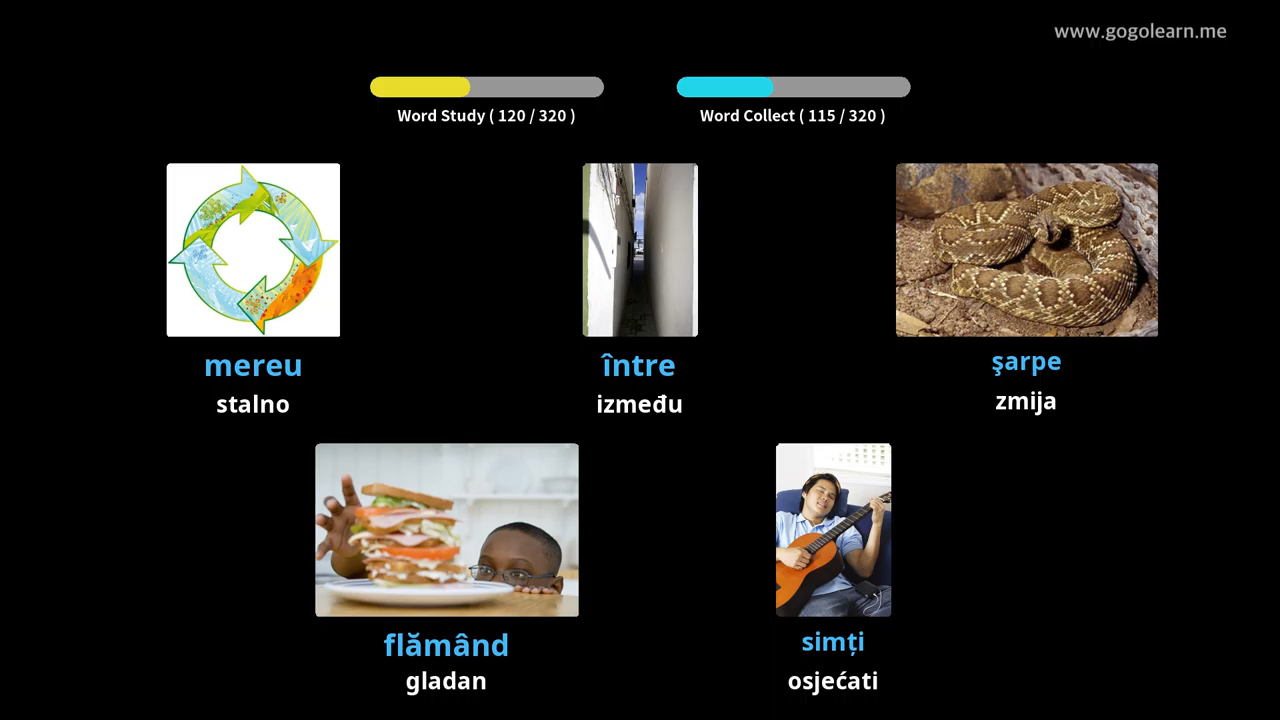 www.gogolearn.me
Word Study ( 120 / 320 )
Word Collect ( 115 / 320 )
mereu
stalno
între
između
şarpe
zmija
flămând
gladan
simți
osjećati